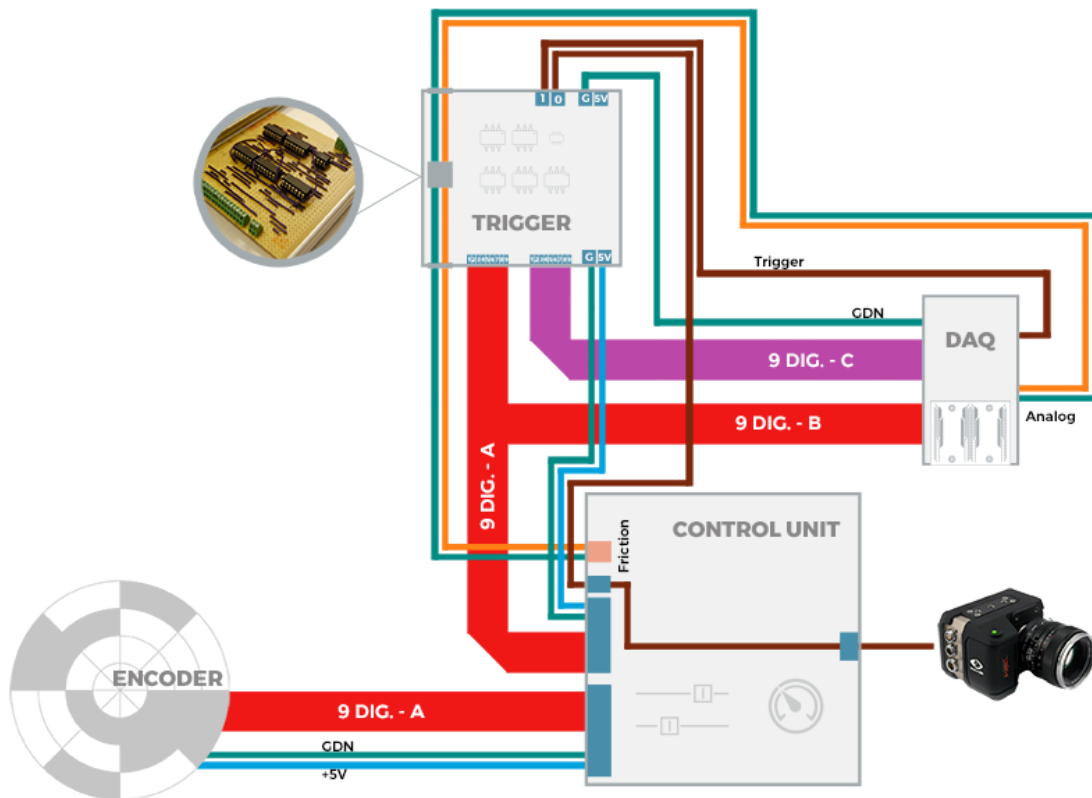 1 0 G 5V
TRIGGER
G 5V
Trigger
GDN
DAQ
9 DIG. - C
Analog
9 DIG. - B
9 DIG. - A
Friction
CONTROL UNIT
ENCODER
9 DIG. - A
GDN
+5V